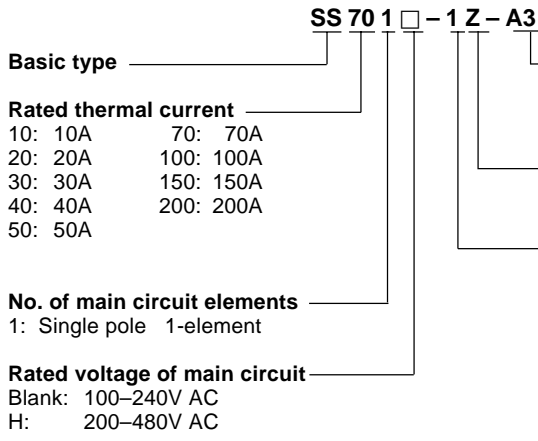 SS 70 1 □ – 1 Z – A3
Basic type
Rated thermal current
10: 10A 70: 70A
20: 20A 100: 100A
30: 30A 150: 150A
40: 40A 200: 200A
50: 50A
No. of main circuit elements
1: Single pole 1-element
Rated voltage of main circuit
Blank: 100–240V AC
H: 200–480V AC